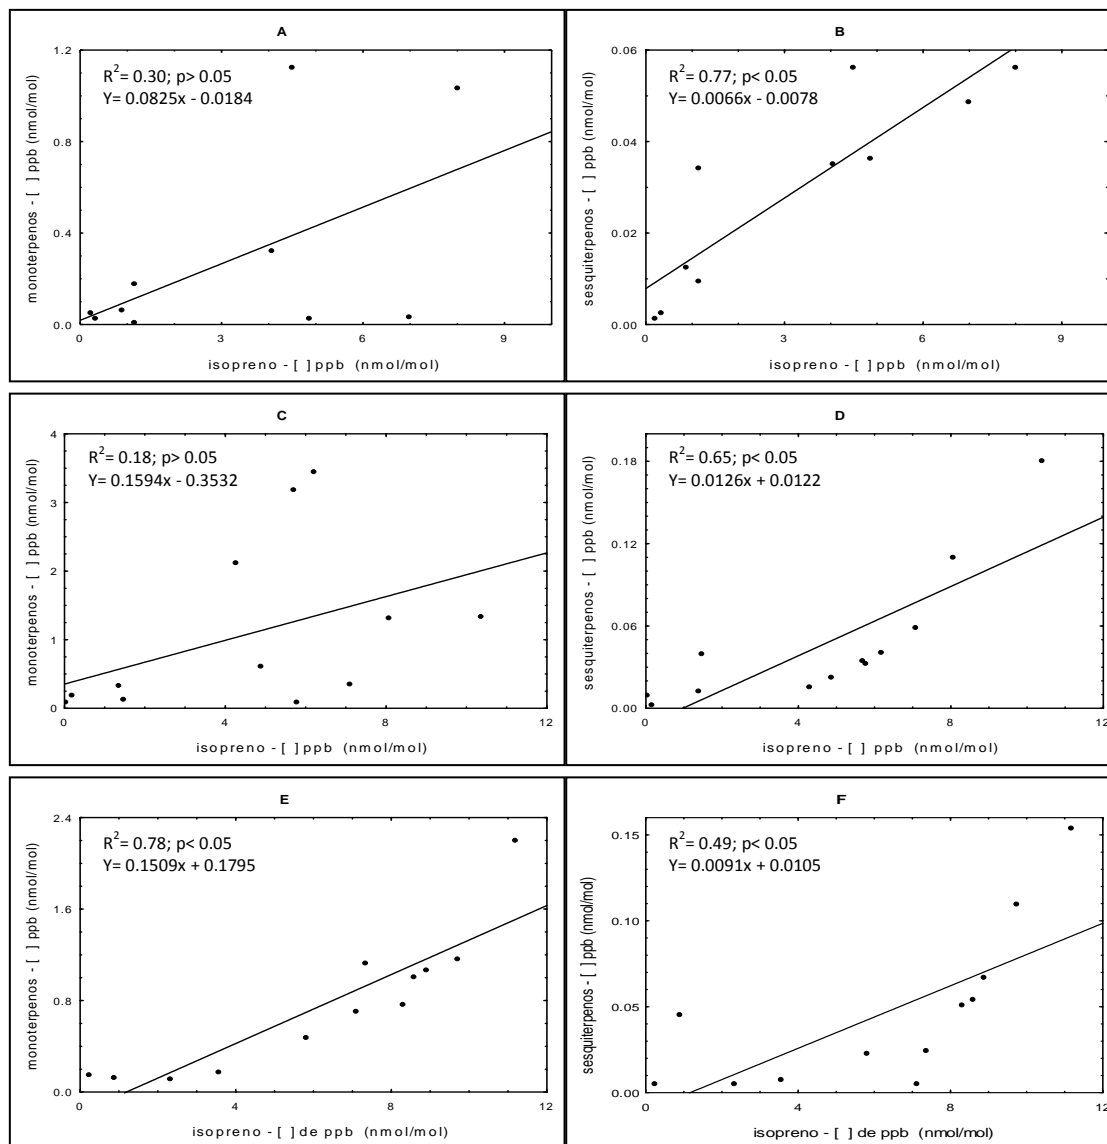 A
R²= 0.30; p> 0.05
Y= 0.0825x - 0.0184
1.2
0.8
0.4
0.0
0
3
6
9
monoterpenos - [ ] ppb (nmol/mol)
isopreno - [ ] ppb (nmol/mol)
B
R²= 0.77; p< 0.05
Y= 0.0066x - 0.0078
0.06
0.04
0.02
0.00
0
3
6
9
sesquiterpenos - [ ] ppb (nmol/mol)
isopreno - [ ] ppb (nmol/mol)
C
R²= 0.18; p> 0.05
Y= 0.1594x - 0.3532
4
3
2
1
0
0
4
8
12
monoterpenos - [ ] ppb (nmol/mol)
isopreno - [ ] ppb (nmol/mol)
D
R²= 0.65; p< 0.05
Y= 0.0126x + 0.0122
0.18
0.12
0.06
0.00
0
4
8
12
sesquiterpenos - [ ] ppb (nmol/mol)
isopreno - [ ] ppb (nmol/mol)
E
R²= 0.78; p< 0.05
Y= 0.1509x + 0.1795
2.4
1.6
0.8
0.0
0
4
8
12
monoterpenos - [ ] ppb (nmol/mol)
isopreno - [ ] de ppb (nmol/mol)
F
R²= 0.49; p< 0.05
Y= 0.0091x + 0.0105
0.15
0.10
0.05
0.00
0
4
8
12
sesquiterpenos - [ ] ppb (nmol/mol)
isopreno - [ ] de ppb (nmol/mol)